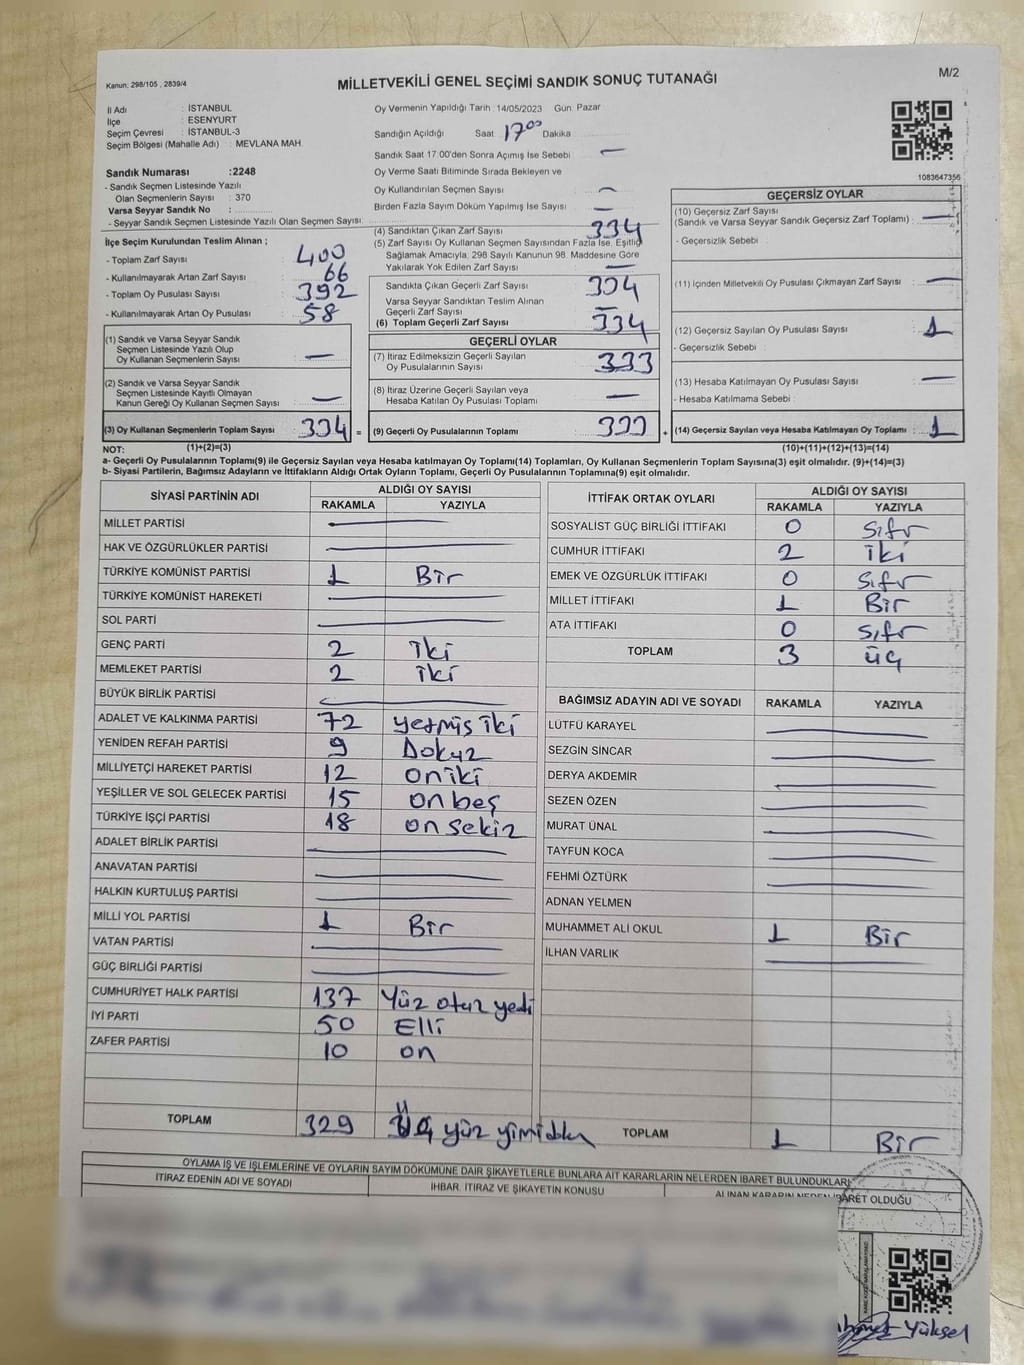 Kanun: 298/105 , 2839/4
MİLLETVEKİLİ GENEL SEÇİMİ SANDIK SONUÇ TUTANAĞI
M/2
İl Adı : İSTANBUL
İlçe : ESENYURT
Seçim Çevresi : İSTANBUL-3
Seçim Bölgesi (Mahalle Adı) : MEVLANA MAH.
Oy Vermenin Yapıldığı Tarih : 14/05/2023 Gün: Pazar
Sandığın Açıldığı Saat 17 00 Dakika
Sandık Saat 17:00'den Sonra Açımış İse Sebebi —
Oy Verme Saati Bitiminde Sırada Bekleyen ve
Oy Kullandırılan Seçmen Sayısı : —
Birden Fazla Sayım Döküm Yapılmış İse Sayısı : —
1083647356
Sandık Numarası :2248
- Sandık Seçmen Listesinde Yazılı
Olan Seçmenlerin Sayısı : 370
Varsa Seyyar Sandık No :
- Seyyar Sandık Seçmen Listesinde Yazılı Olan Seçmen Sayısı:
İlçe Seçim Kurulundan Teslim Alınan ;
- Toplam Zarf Sayısı : 400
- Kullanılmayarak Artan Zarf Sayısı : 66
- Toplam Oy Pusulası Sayısı : 392
- Kullanılmayarak Artan Oy Pusulası : 58
(1) Sandık ve Varsa Seyyar Sandık
Seçmen Listesinde Yazılı Olup
Oy Kullanan Seçmenlerin Sayısı : —
(2) Sandık ve Varsa Seyyar Sandık
Seçmen Listesinde Kayıtlı Olmayan
Kanun Gereği Oy Kullanan Seçmen Sayısı : —
(3) Oy Kullanan Seçmenlerin Toplam Sayısı : 334 =
(1)+(2)=(3)
(4) Sandıktan Çıkan Zarf Sayısı : 334
(5) Zarf Sayısı Oy Kullanan Seçmen Sayısından Fazla İse, Eşitliği
Sağlamak Amacıyla, 298 Sayılı Kanunun 98. Maddesine Göre
Yakılarak Yok Edilen Zarf Sayısı : —
Sandıkta Çıkan Geçerli Zarf Sayısı : 334
Varsa Seyyar Sandıktan Teslim Alınan
Geçerli Zarf Sayısı : —
(6) Toplam Geçerli Zarf Sayısı : 334
GEÇERLİ OYLAR
(7) İtiraz Edilmeksizin Geçerli Sayılan
Oy Pusulalarının Sayısı : 333
(8) İtiraz Üzerine Geçerli Sayılan veya
Hesaba Katılan Oy Pusulası Toplamı : —
(9) Geçerli Oy Pusulalarının Toplamı : 333 +
GEÇERSİZ OYLAR
(10) Geçersiz Zarf Sayısı
(Sandık ve Varsa Seyyar Sandık Geçersiz Zarf Toplamı) : —
- Geçersizlik Sebebi :
(11) İçinden Milletvekili Oy Pusulası Çıkmayan Zarf Sayısı : —
(12) Geçersiz Sayılan Oy Pusulası Sayısı : 1
- Geçersizlik Sebebi :
(13) Hesaba Katılmayan Oy Pusulası Sayısı : —
- Hesaba Katılmama Sebebi :
(14) Geçersiz Sayılan veya Hesaba Katılmayan Oy Toplamı : 1
(10)+(11)+(12)+(13)=(14)
NOT:
a- Geçerli Oy Pusulalarının Toplamı(9) ile Geçersiz Sayılan veya Hesaba katılmayan Oy Toplamı(14) Toplamları, Oy Kullanan Seçmenlerin Toplam Sayısına(3) eşit olmalıdır. (9)+(14)=(3)
b- Siyasi Partilerin, Bağımsız Adayların ve İttifakların Aldığı Ortak Oyların Toplamı, Geçerli Oy Pusulalarının Toplamına(9) eşit olmalıdır.
SİYASİ PARTİNİN ADI ALDIĞI OY SAYISI
RAKAMLA YAZIYLA
MİLLET PARTİSİ —
HAK VE ÖZGÜRLÜKLER PARTİSİ —
TÜRKİYE KOMÜNİST PARTİSİ 1 Bir
TÜRKİYE KOMÜNİST HAREKETİ —
SOL PARTİ —
GENÇ PARTİ 2 iki
MEMLEKET PARTİSİ 2 iki
BÜYÜK BİRLİK PARTİSİ —
ADALET VE KALKINMA PARTİSİ 72 yetmiş iki
YENİDEN REFAH PARTİSİ 9 Dokuz
MİLLİYETÇİ HAREKET PARTİSİ 12 oniki
YEŞİLLER VE SOL GELECEK PARTİSİ 15 on beş
TÜRKİYE İŞÇİ PARTİSİ 18 on sekiz
ADALET BİRLİK PARTİSİ —
ANAVATAN PARTİSİ —
HALKIN KURTULUŞ PARTİSİ —
MİLLİ YOL PARTİSİ 1 Bir
VATAN PARTİSİ —
GÜÇ BİRLİĞİ PARTİSİ —
CUMHURİYET HALK PARTİSİ 137 Yüz otuz yedi
İYİ PARTİ 50 Elli
ZAFER PARTİSİ 10 on
TOPLAM 329 Üç yüz
İTTİFAK ORTAK OYLARI ALDIĞI OY SAYISI
RAKAMLA YAZIYLA
SOSYALİST GÜÇ BİRLİĞİ İTTİFAKI 0 Sıfır
CUMHUR İTTİFAKI 2 iki
EMEK VE ÖZGÜRLÜK İTTİFAKI 0 Sıfır
MİLLET İTTİFAKI 1 Bir
ATA İTTİFAKI 0 Sıfır
TOPLAM 3 üç
BAĞIMSIZ ADAYIN ADI VE SOYADI RAKAMLA YAZIYLA
LÜTFÜ KARAYEL —
SEZGİN SİNCAR —
DERYA AKDEMİR —
SEZEN ÖZEN —
MURAT ÜNAL —
TAYFUN KOCA —
FEHMİ ÖZTÜRK —
ADNAN YELMEN
MUHAMMET ALİ OKUL 1 Bir
İLHAN VARLIK —
TOPLAM 1 Bir
OYLAMA İŞ VE İŞLEMLERİNE VE OYLARIN SAYIM DÖKÜMÜNE DAİR ŞİKAYETLERLE BUNLARA AİT KARARLARIN NELERDEN İBARET BULUNDUKLARI
İTİRAZ EDENİN ADI VE SOYADI İHBAR, İTİRAZ VE ŞİKAYETİN KONUSU ALINAN KARARIN NEDEN İBARET OLDUĞU
Yüksel